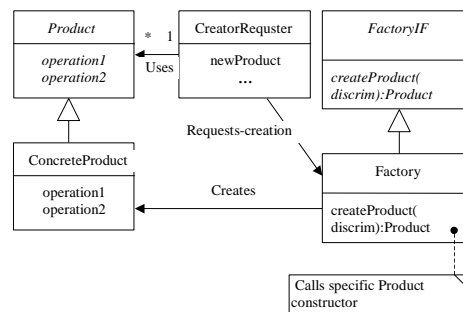 Product
operation1
operation2
* 1
Uses
CreatorRequster
newProduct
...
FactoryIF
createProduct(
discrim):Product
Requests-creation
ConcreteProduct
operation1
operation2
Creates
Factory
createProduct(
discrim):Product
Calls specific Product
constructor